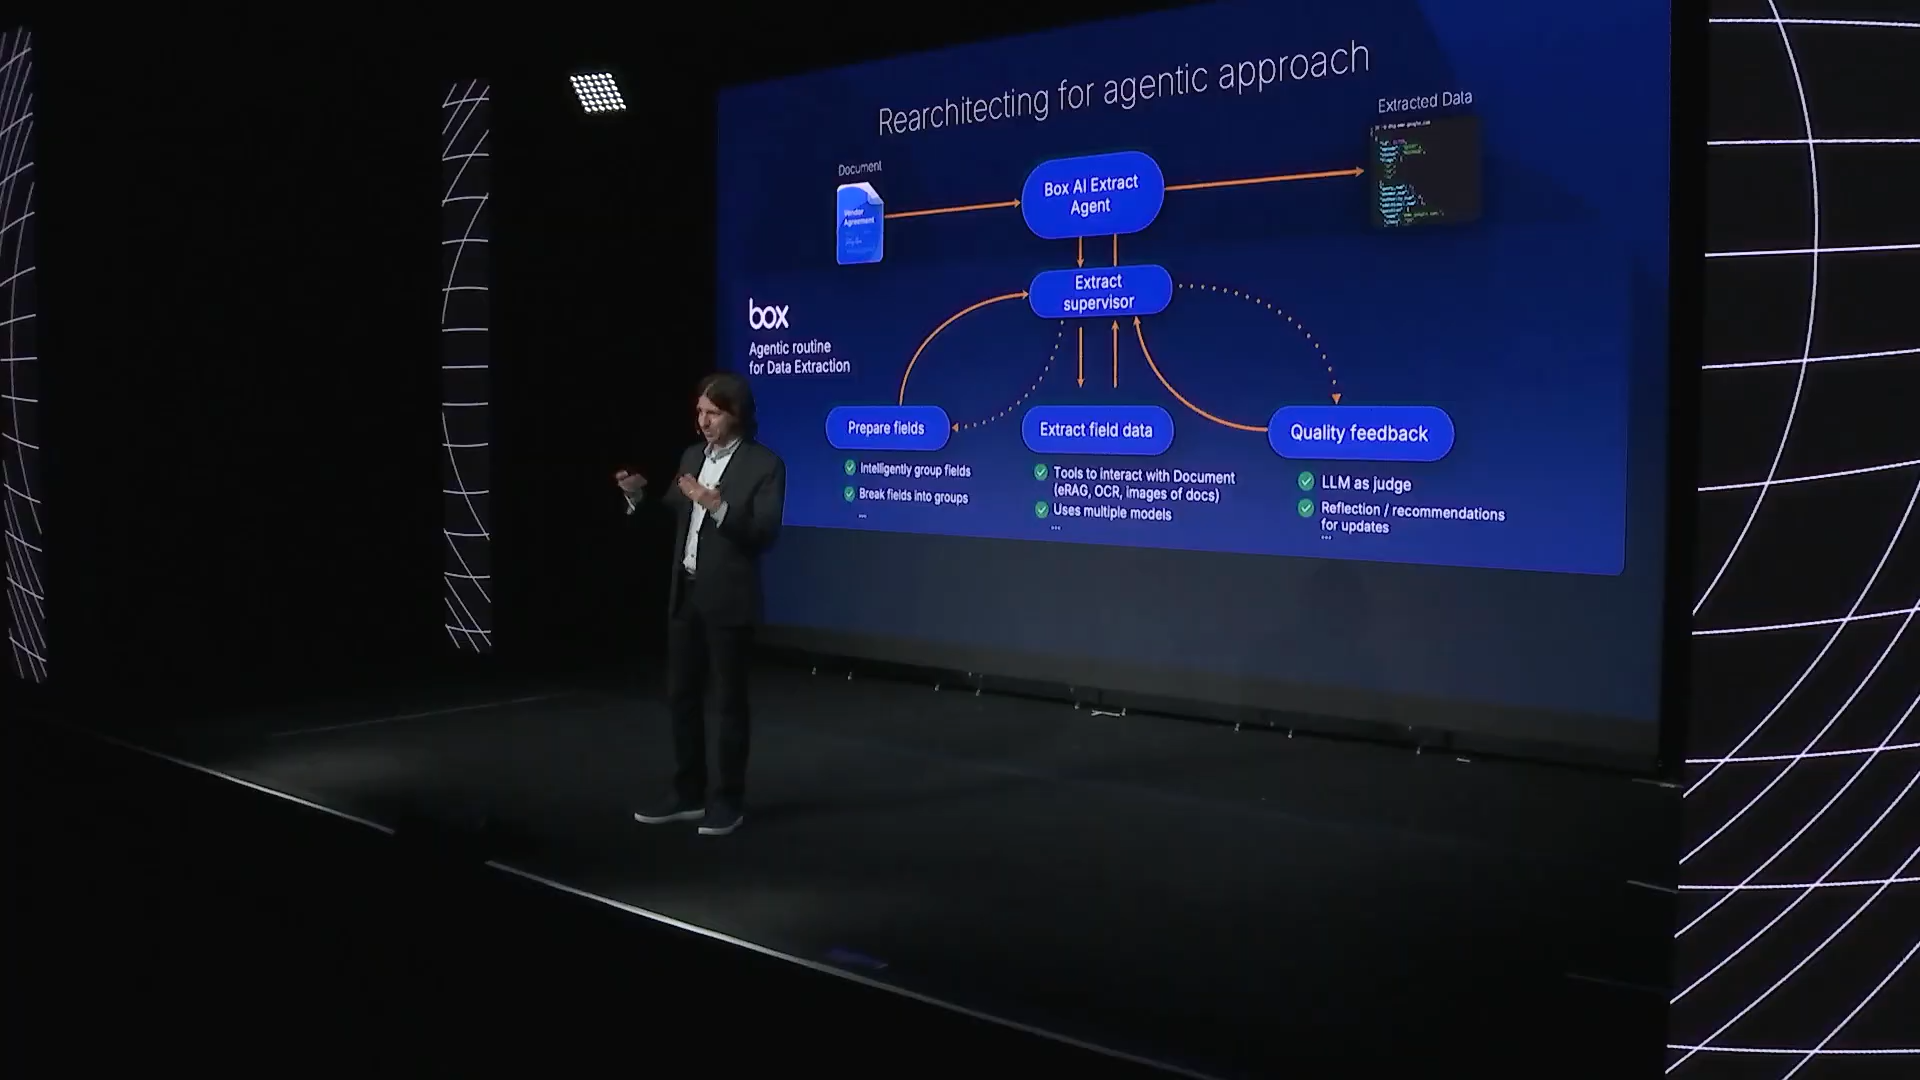 Rearchitecting for agentic approach
Document
Vendor
Agreement
Box AI Extract
Agent
Extracted Data
Extract
supervisor
box
Agentic routine
for Data Extraction
Prepare fields
Intelligently group fields
Break fields into groups
...
Extract field data
Tools to interact with Document
(eRAG, OCR, images of docs)
Uses multiple models
...
Quality feedback
LLM as judge
Reflection / recommendations
for updates
...